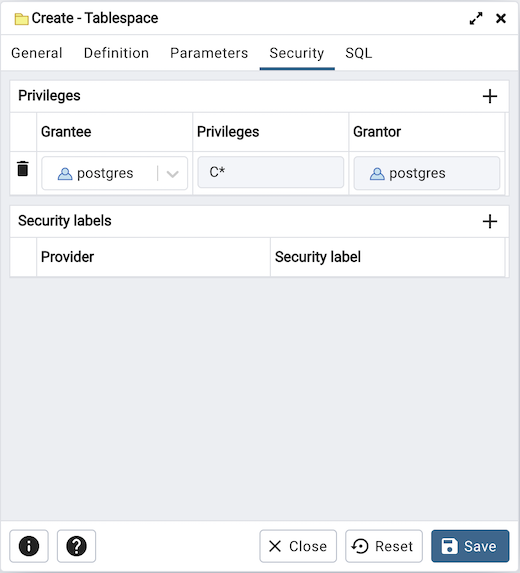 Create - Tablespace
General Definition Parameters Security SQL
Privileges
Grantee Privileges Grantor
postgres C* postgres
Security labels
Provider Security label
Close Reset Save